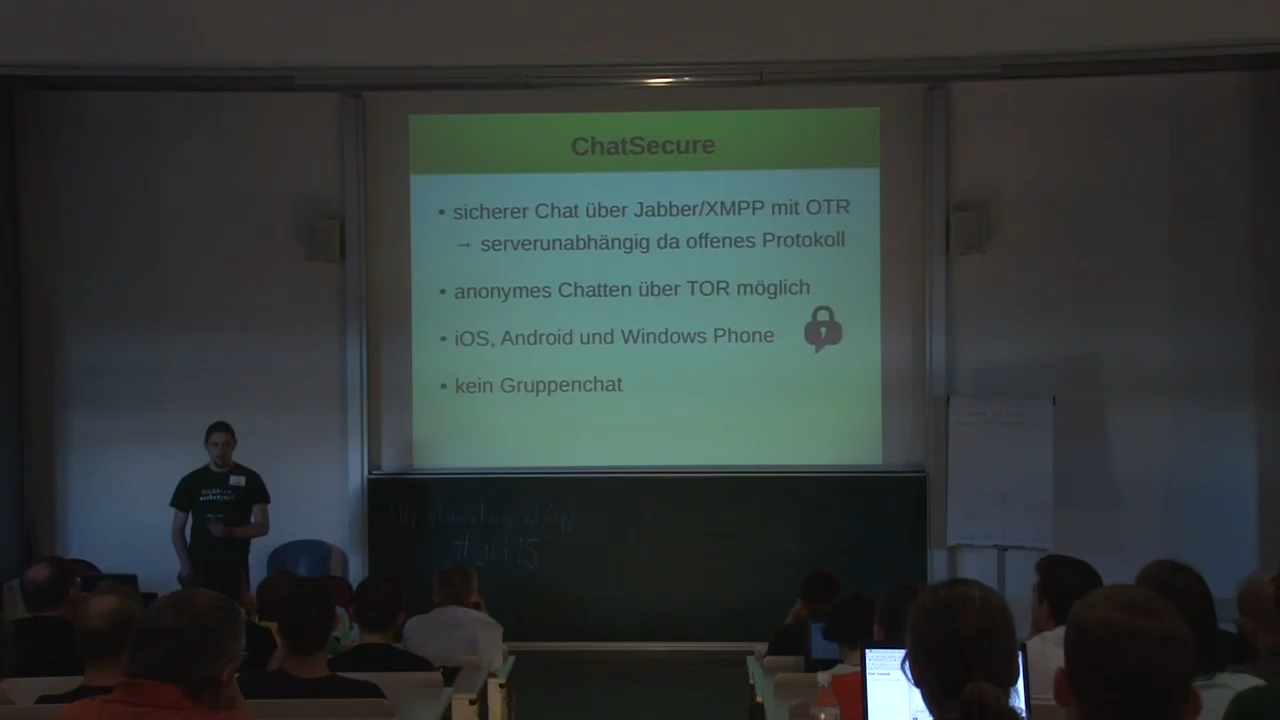 ChatSecure
• sicherer Chat über Jabber/XMPP mit OTR
→ serverunabhängig da offenes Protokoll
• anonymes Chatten über TOR möglich
• iOS, Android und Windows Phone
• kein Gruppenchat